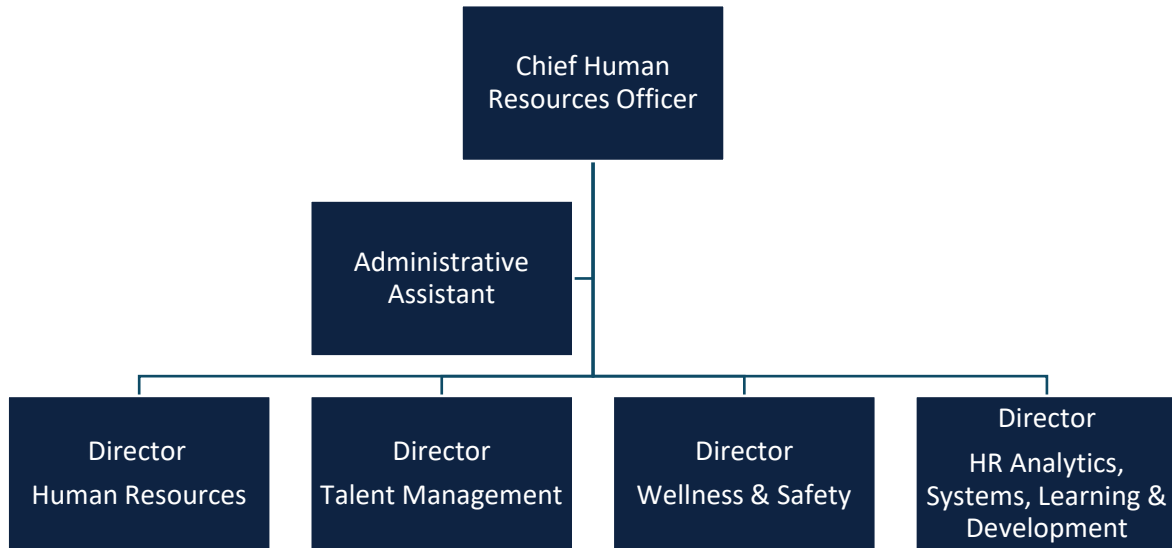 Chief Human
Resources Officer
Administrative
Assistant
Director
Human Resources
Director
Talent Management
Director
Wellness & Safety
Director
HR Analytics,
Systems, Learning &
Development